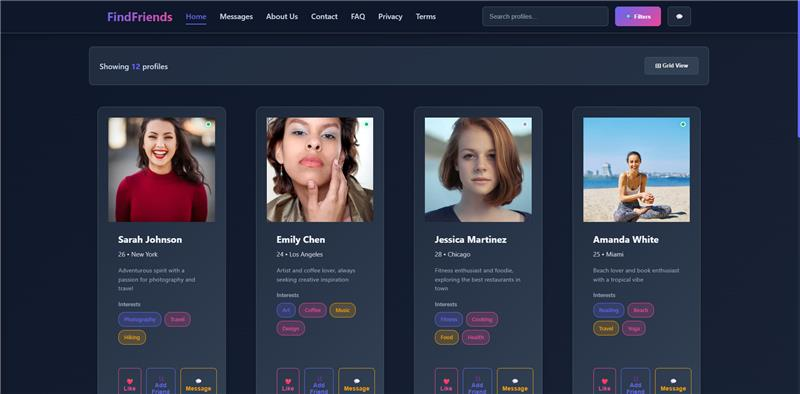 FindFriends Home Messages About Us Contact FAQ Privacy Terms Search profiles... Filters
Showing 12 profiles Grid View
Sarah Johnson Emily Chen Jessica Martinez Amanda White
26 • New York 24 • Los Angeles 28 • Chicago 25 • Miami
Adventurous spirit with a
passion for photography and
travel
Interests
Photography Travel
Hiking
Artist and coffee lover, always
seeking creative inspiration
Interests
Art Coffee Music
Design
Fitness enthusiast and foodie,
exploring the best restaurants in
town
Interests
Fitness Cooking
Food Health
Beach lover and book enthusiast
with a tropical vibe
Interests
Reading Beach
Travel Yoga
Like Add Friend Message
Like Add Friend Message
Like Add Friend Message
Like Add Friend Message